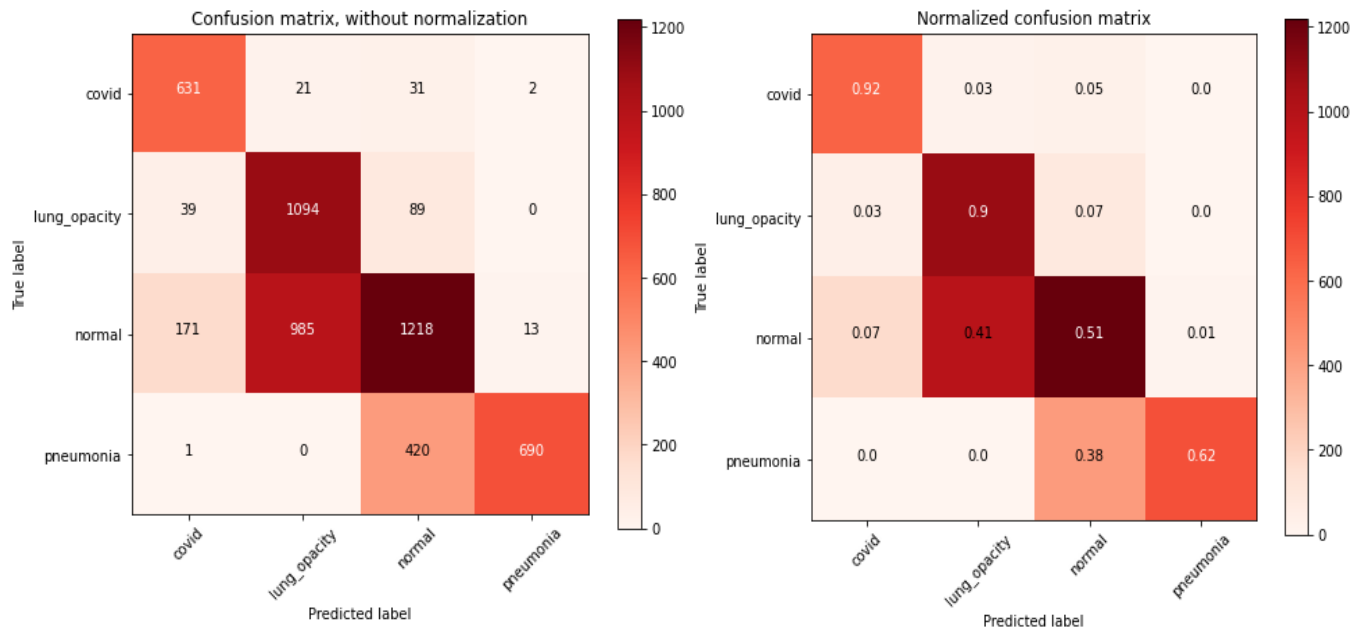 Confusion matrix, without normalization
covid
lung_opacity
normal
pneumonia
True label
631 21 31 2
39 1094 89 0
171 985 1218 13
1 0 420 690
covid
lung_opacity
normal
pneumonia
Predicted label
1200
1000
800
600
400
200
0
Normalized confusion matrix
covid
lung_opacity
normal
pneumonia
True label
0.92 0.03 0.05 0.0
0.03 0.9 0.07 0.0
0.07 0.41 0.51 0.01
0.0 0.0 0.38 0.62
covid
lung_opacity
normal
pneumonia
Predicted label
1200
1000
800
600
400
200
0